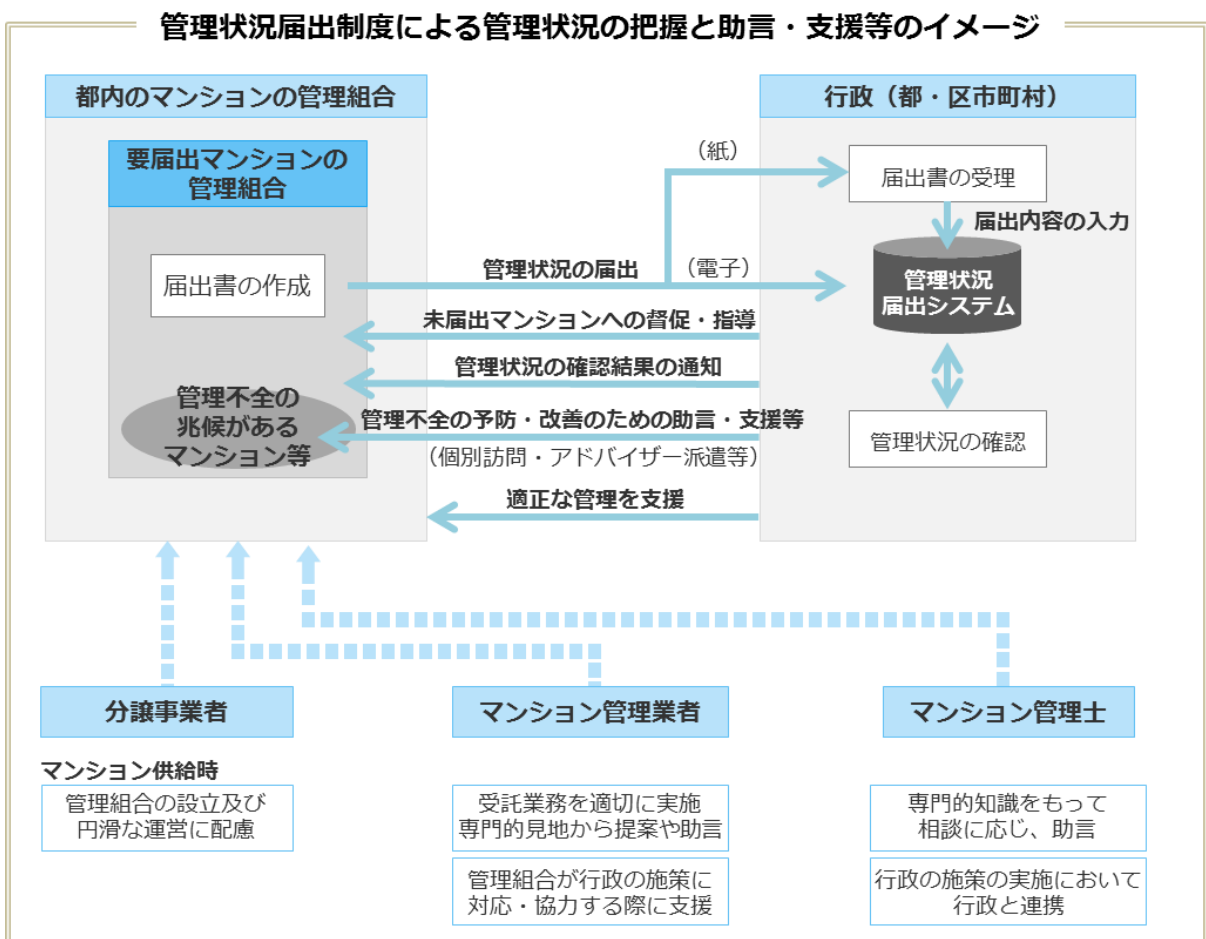 管理状況届出制度による管理状況の把握と助言・支援等のイメージ
都内のマンションの管理組合
行政（都・区市町村）
要届出マンションの
管理組合
（紙）
届出書の受理
届出内容の入力
届出書の作成
管理状況の届出
（電子）
管理状況
届出システム
未届出マンションへの督促・指導
管理状況の確認結果の通知
管理不全の
兆候がある
マンション等
管理不全の予防・改善のための助言・支援等
（個別訪問・アドバイザー派遣等）
管理状況の確認
適正な管理を支援
分譲事業者
マンション供給時
管理組合の設立及び
円滑な運営に配慮
マンション管理業者
受託業務を適切に実施
専門的見地から提案や助言
管理組合が行政の施策に
対応・協力する際に支援
マンション管理士
専門的知識をもって
相談に応じ、助言
行政の施策の実施において
行政と連携